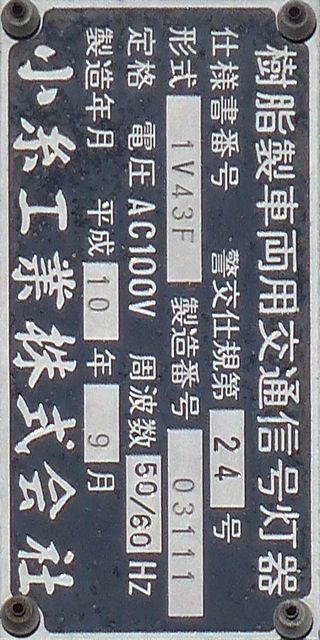 樹脂製車両用交通信号灯器
仕様書番号 警交仕規第 24 号
形式 1V43F 製造番号 03111
定格 電圧 AC100V 周波数 50/60 HZ
製造年月 平成 10 年 9 月
小糸工業株式会社